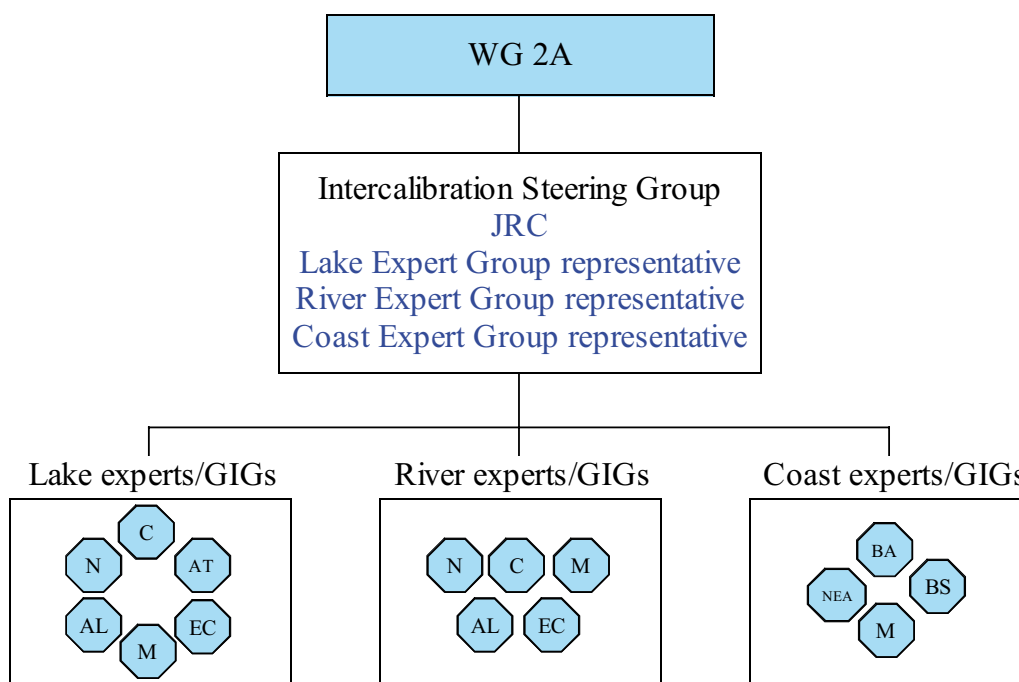 WG 2A
Intercalibration Steering Group
JRC
Lake Expert Group representative
River Expert Group representative
Coast Expert Group representative
Lake experts/GIGs
C
N
AT
AL
EC
M
River experts/GIGs
N C M
AL EC
Coast experts/GIGs
BA
NEA
BS
M